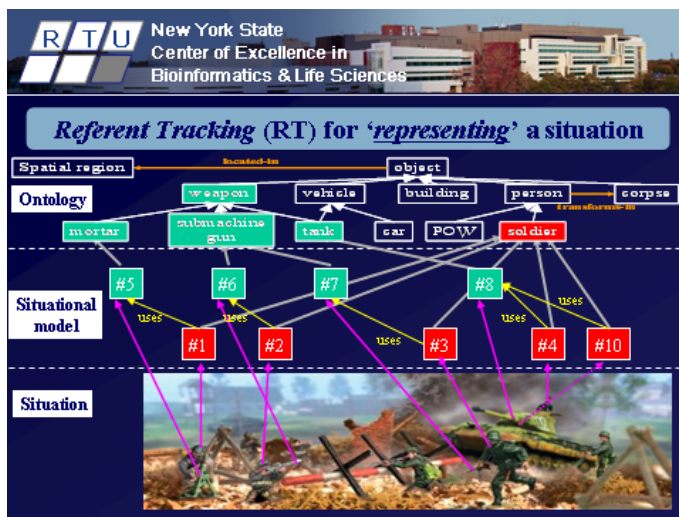 R T U
New York State
Center of Excellence in
Bioinformatics & Life Sciences
Referent Tracking (RT) for ‘representing’ a situation
Spatial region
located-in
object
Ontology
weapon
vehicle
building
person
corpse
transforms-in
mortar
submachine
gun
tank
car
POW
soldier
#5
#6
#7
#8
Situational
model
uses
uses
uses
uses
#1
#2
#3
#4
#10
Situation